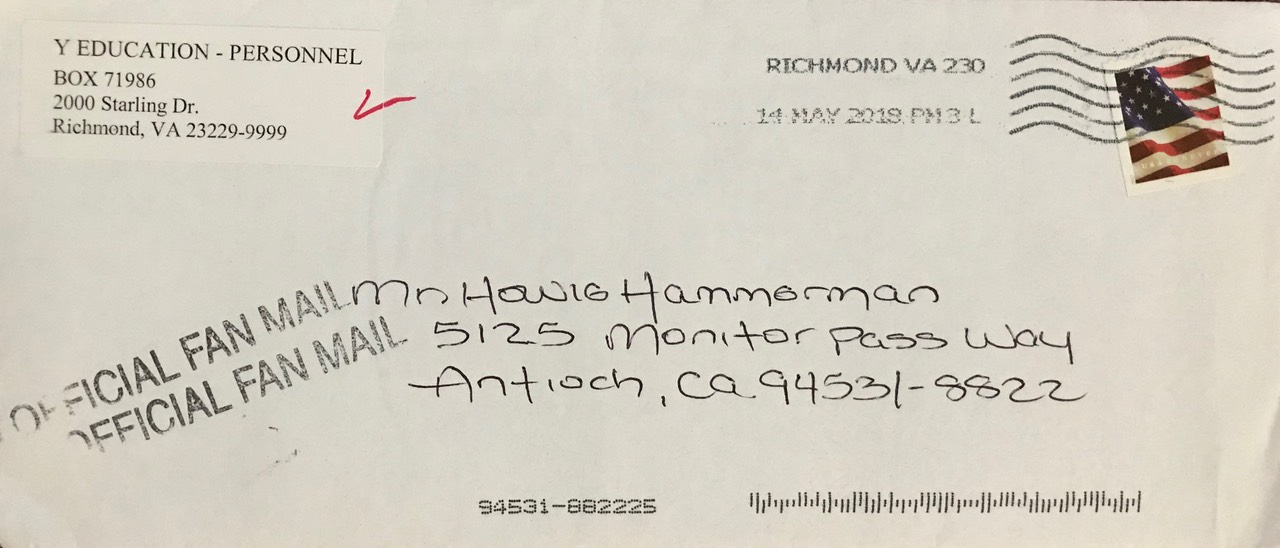 Y EDUCATION - PERSONNEL
BOX 71986
2000 Starling Dr.
Richmond, VA 23229-9999
RICHMOND VA 230
14 MAY 2018 PM 3 L
OFFICIAL FAN MAIL
OFFICIAL FAN MAIL
Mr Howie Hammerman
5125 Monitor Pass Way
Antioch, CA 94531-8822
94531-882225